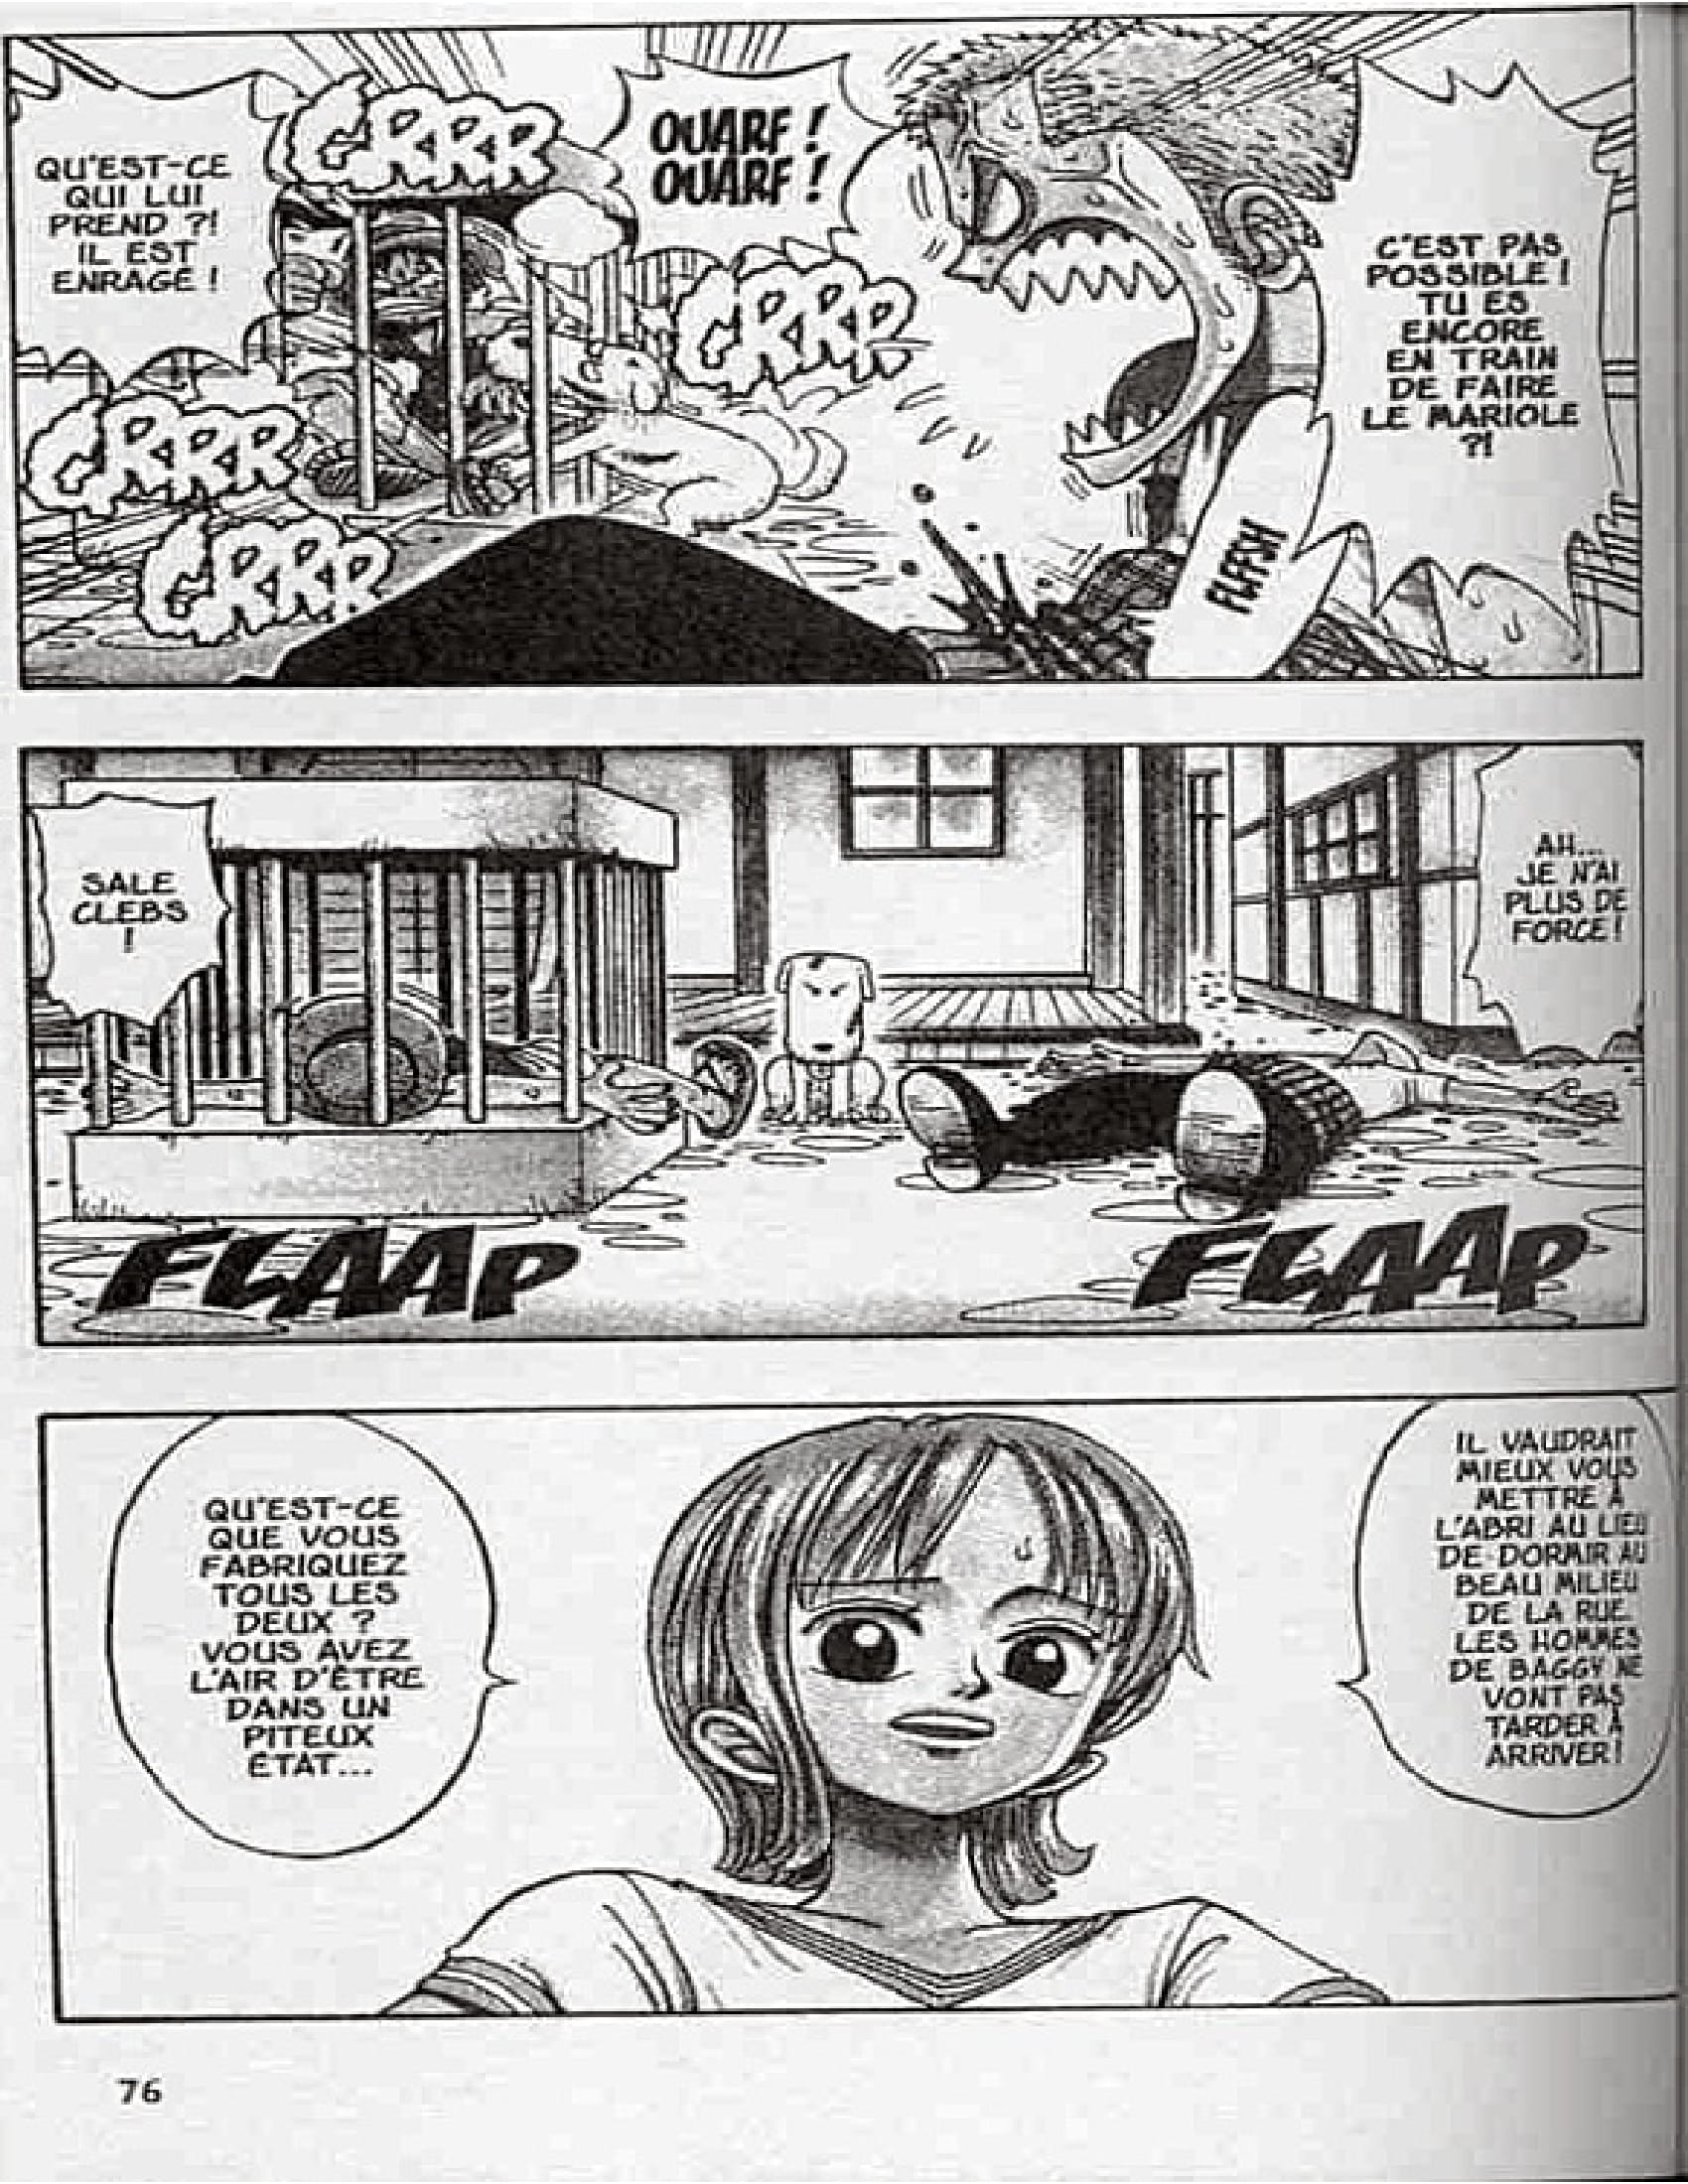 C'EST PAS
POSSIBLE !
TU ES
ENCORE
EN TRAIN
DE FAIRE
LE MARIOLE
?!
FLFFSH
OUARF !
OUARF !
GRRR
GRRR
GRRR
GRRR
QU'EST-CE
QUI LUI
PREND ?!
IL EST
ENRAGÉ !
AH...
JE N'AI
PLUS DE
FORCE !
SALE
CLEBS
!
FLAAP
FLAAP
IL VAUDRAIT
MIEUX VOUS
METTRE À
L'ABRI AU LIEU
DE DORMIR AU
BEAU MILIEU
DE LA RUE.
LES HOMMES
DE BAGGY NE
VONT PAS
TARDER À
ARRIVER !
QU'EST-CE
QUE VOUS
FABRIQUEZ
TOUS LES
DEUX ?
VOUS AVEZ
L'AIR D'ÊTRE
DANS UN
PITEUX
ÉTAT...
76